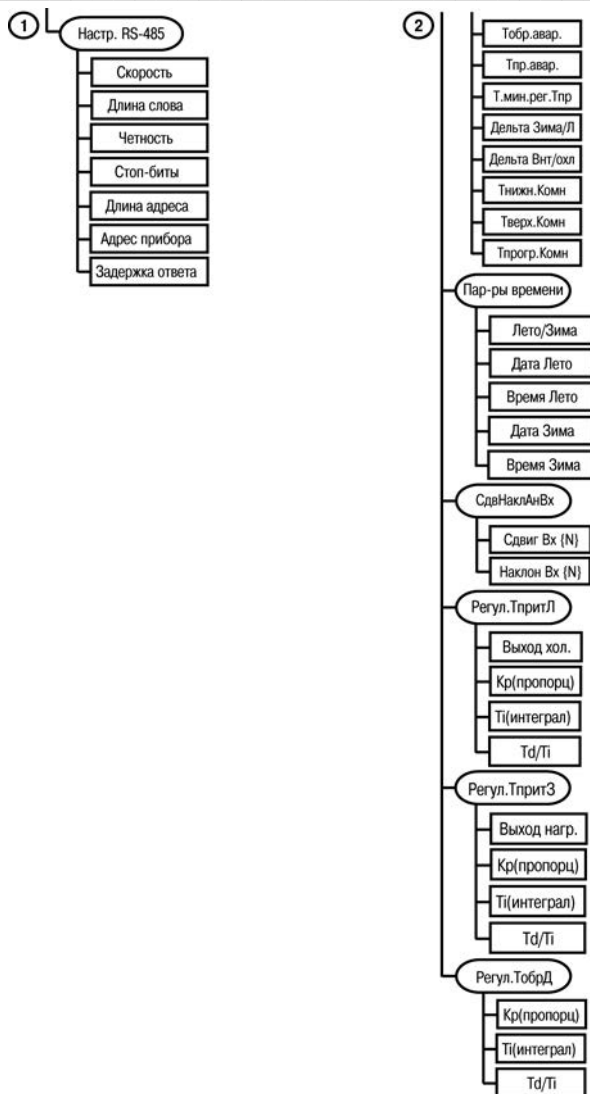 1
Настр. RS-485
Скорость
Длина слова
Четность
Стоп-биты
Длина адреса
Адрес прибора
Задержка ответа
2
Тобр.авар.
Тпр.авар.
Т.мин.рег.Тпр
Дельта Зима/Л
Дельта Внт/охл
Тнижн.Комн
Тверх.Комн
Тпрогр.Комн
Пар-ры времени
Лето/Зима
Дата Лето
Время Лето
Дата Зима
Время Зима
СдвНаклАнВх
Сдвиг Вх {N}
Наклон Вх {N}
Регул.ТпритЛ
Выход хол.
Кр(пропорц)
Ti(интеграл)
Td/Ti
Регул.ТпритЗ
Выход нагр.
Кр(пропорц)
Ti(интеграл)
Td/Ti
Регул.ТобрД
Кр(пропорц)
Ti(интеграл)
Td/Ti